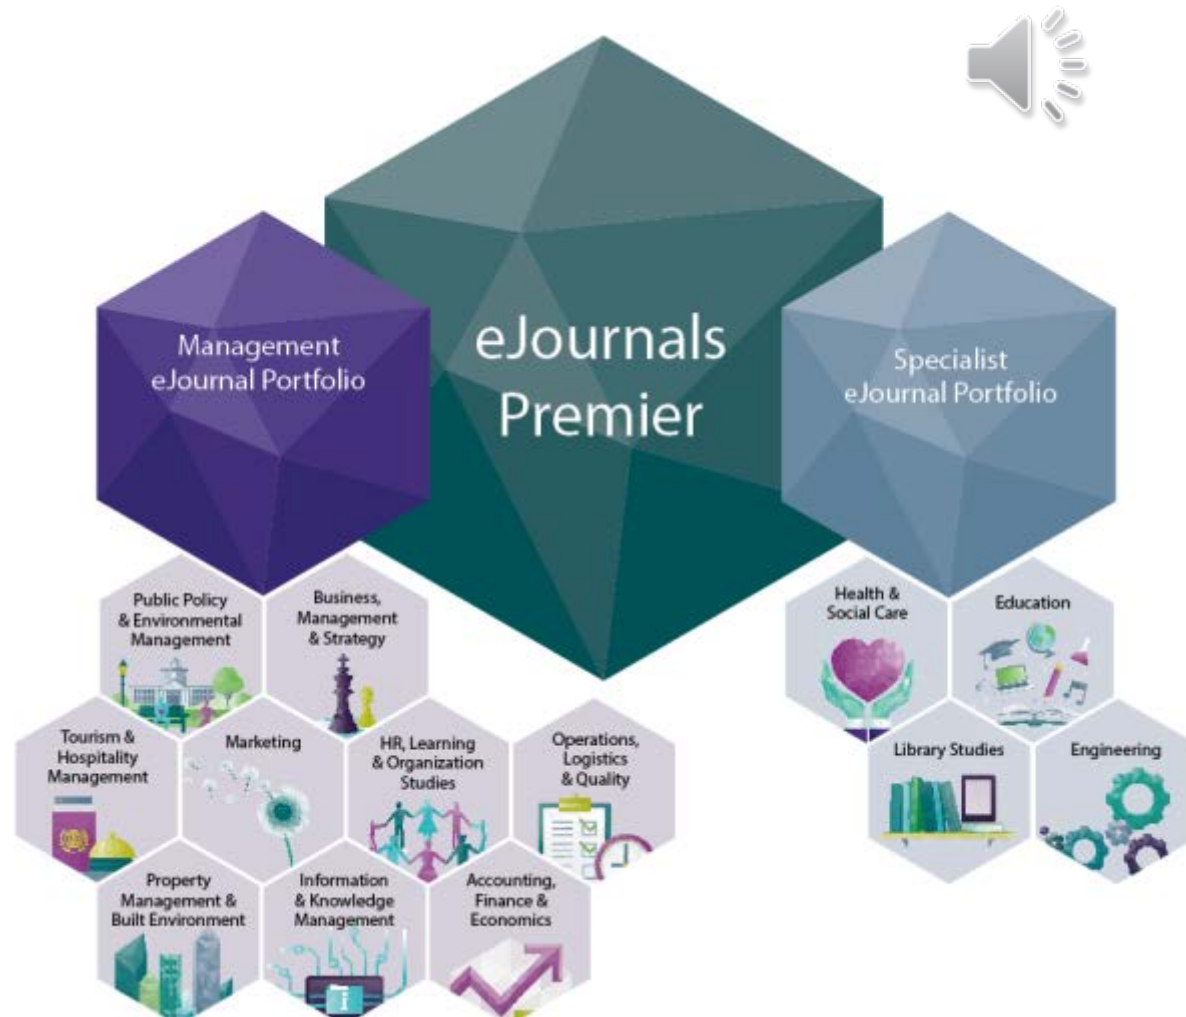 eJournals
Premier
Management
eJournal Portfolio
Specialist
eJournal Portfolio
Public Policy
& Environmental
Management
Business,
Management
& Strategy
Health &
Social Care
Education
Tourism &
Hospitality
Management
Marketing
HR, Learning
& Organization
Studies
Operations,
Logistics
& Quality
Library Studies
Engineering
Property
Management &
Built Environment
Information
& Knowledge
Management
Accounting,
Finance &
Economics